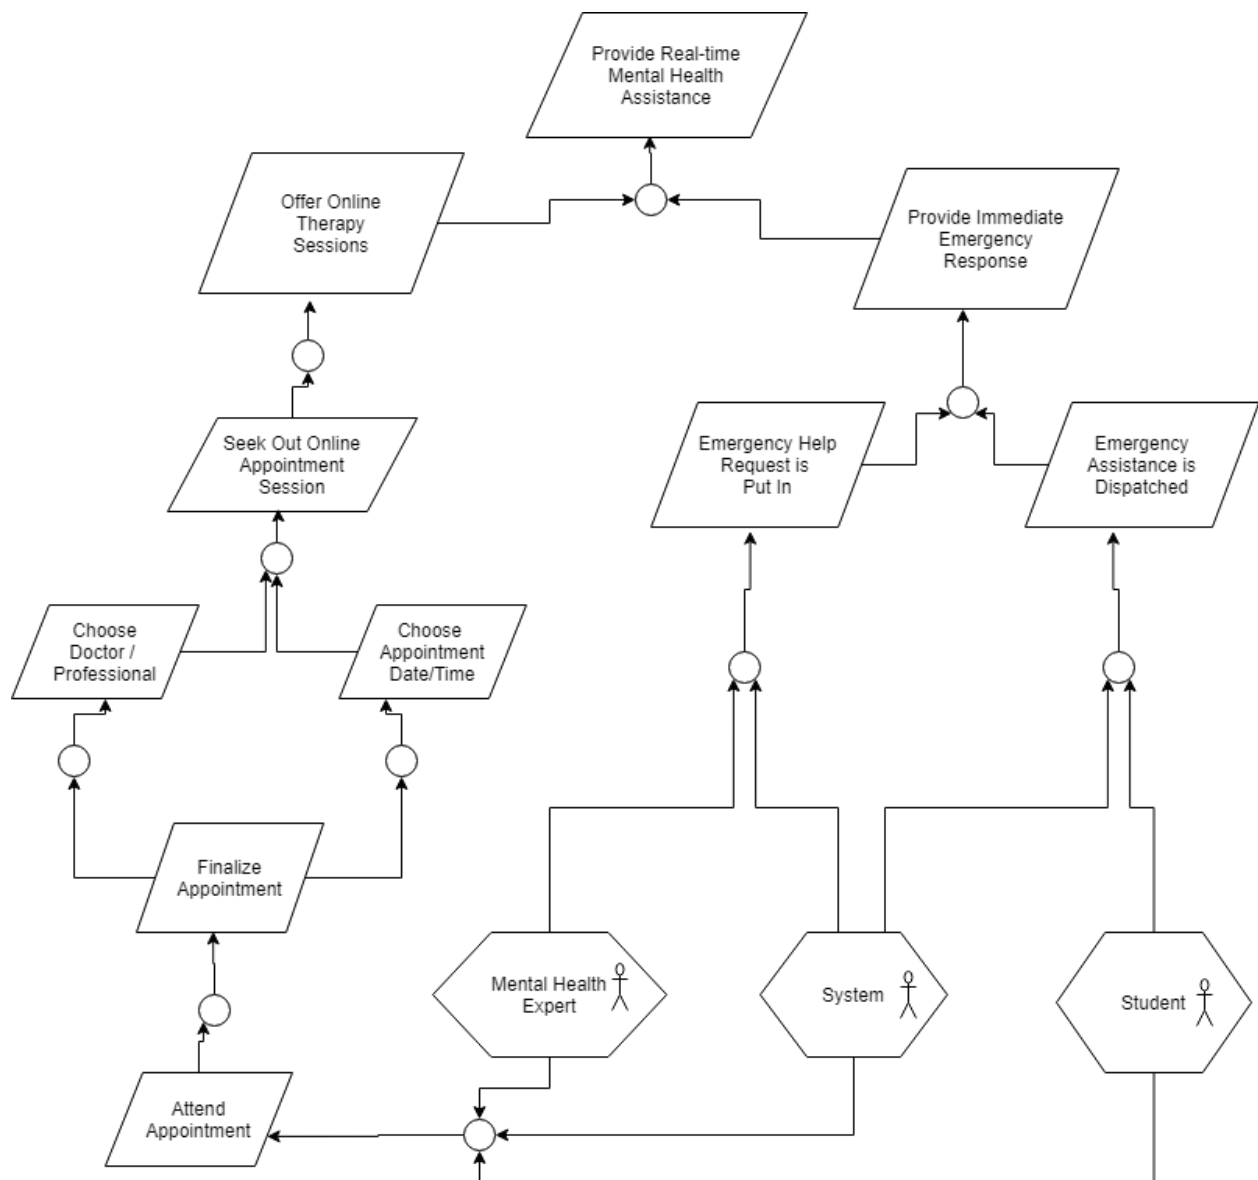 Provide Real-time
Mental Health
Assistance
Offer Online
Therapy
Sessions
Provide Immediate
Emergency
Response
Seek Out Online
Appointment
Session
Emergency Help
Request is
Put In
Emergency
Assistance is
Dispatched
Choose
Doctor /
Professional
Choose
Appointment
Date/Time
Finalize
Appointment
Mental Health
Expert
System
Student
Attend
Appointment